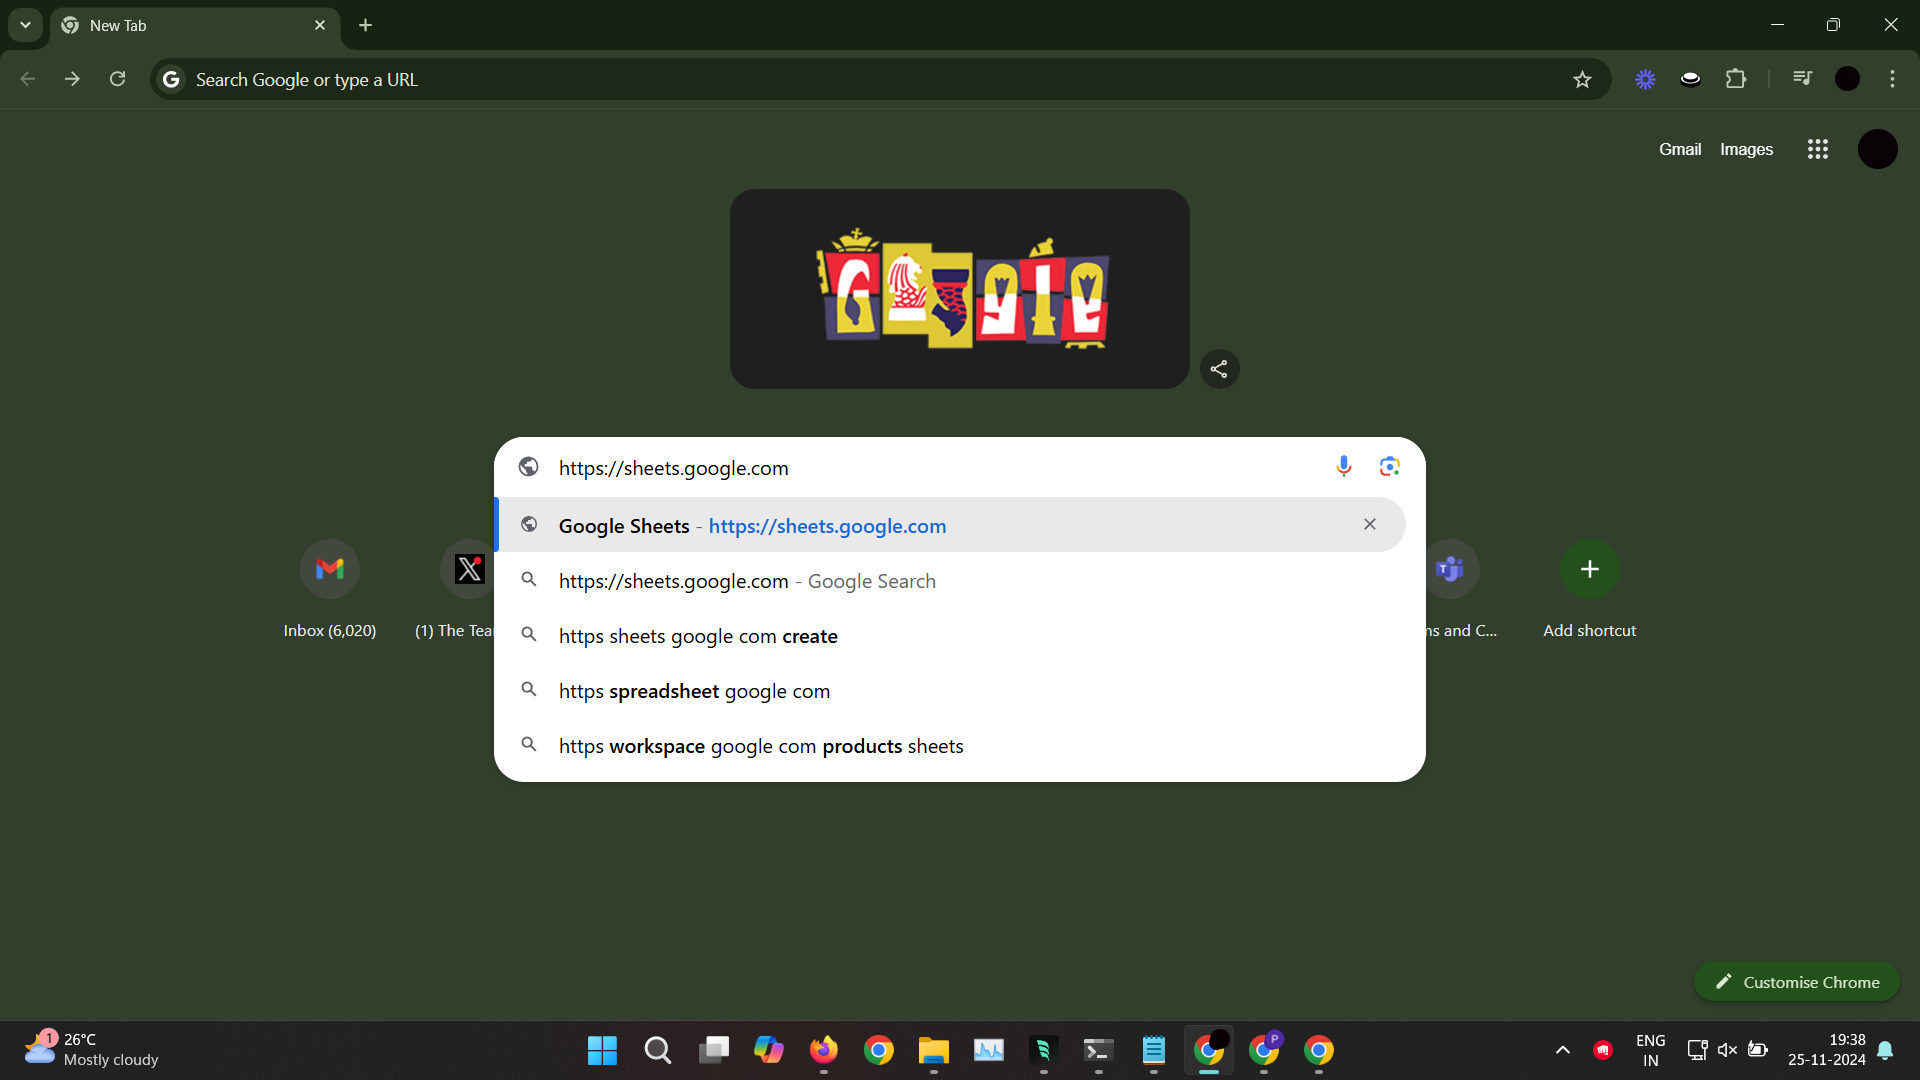 New Tab
Search Google or type a URL
Gmail Images
Google
https://sheets.google.com
Google Sheets - https://sheets.google.com
https://sheets.google.com - Google Search
https sheets google com create
https spreadsheet google com
https workspace google com products sheets
Inbox (6,020)
(1) The Tea
ms and C...
Add shortcut
Customise Chrome
1
26°C
Mostly cloudy
P
ENG
IN
19:38
25-11-2024